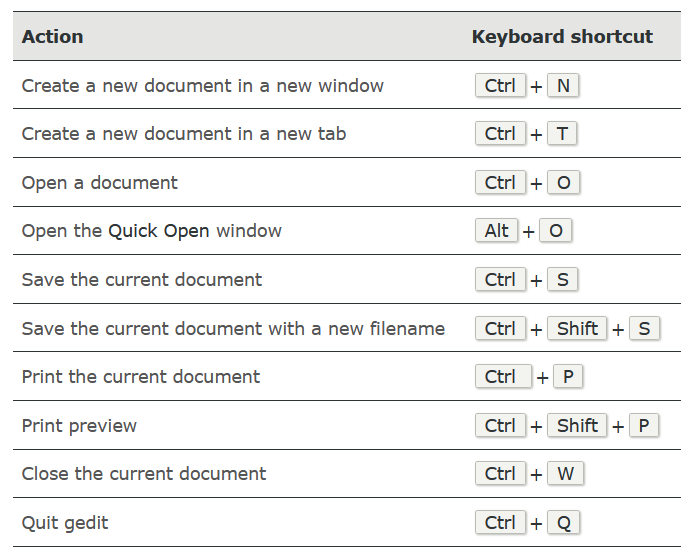 Action Keyboard shortcut
Create a new document in a new window Ctrl + N
Create a new document in a new tab Ctrl + T
Open a document Ctrl + O
Open the Quick Open window Alt + O
Save the current document Ctrl + S
Save the current document with a new filename Ctrl + Shift + S
Print the current document Ctrl + P
Print preview Ctrl + Shift + P
Close the current document Ctrl + W
Quit gedit Ctrl + Q